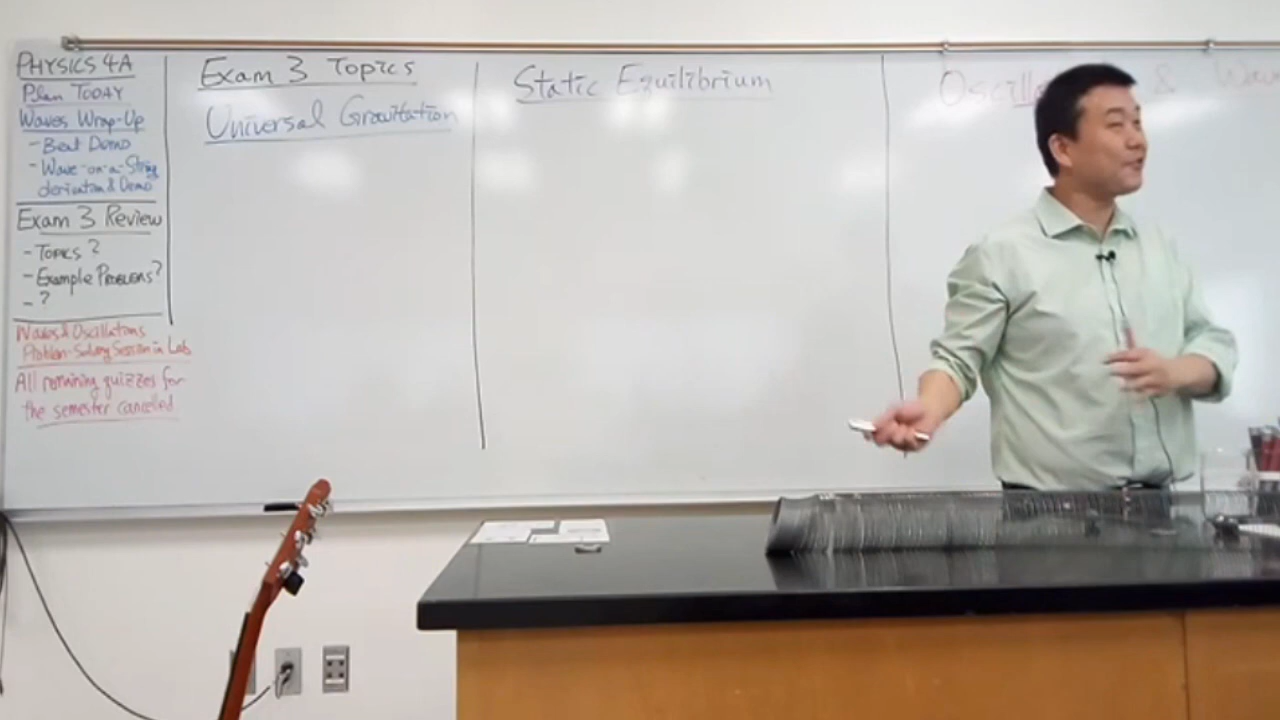 PHYSICS 4A
Plan TODAY
Waves Wrap-Up
- Beat Demo
- Wave-on-a-String
derivation & Demo
Exam 3 Review
- Topics?
- Example Problems?
- ?
Waves & Oscillations
Problem-Solving Session in Lab
All remaining quizzes for
the semester cancelled
Exam 3 Topics
Universal Gravitation
Static Equilibrium
&